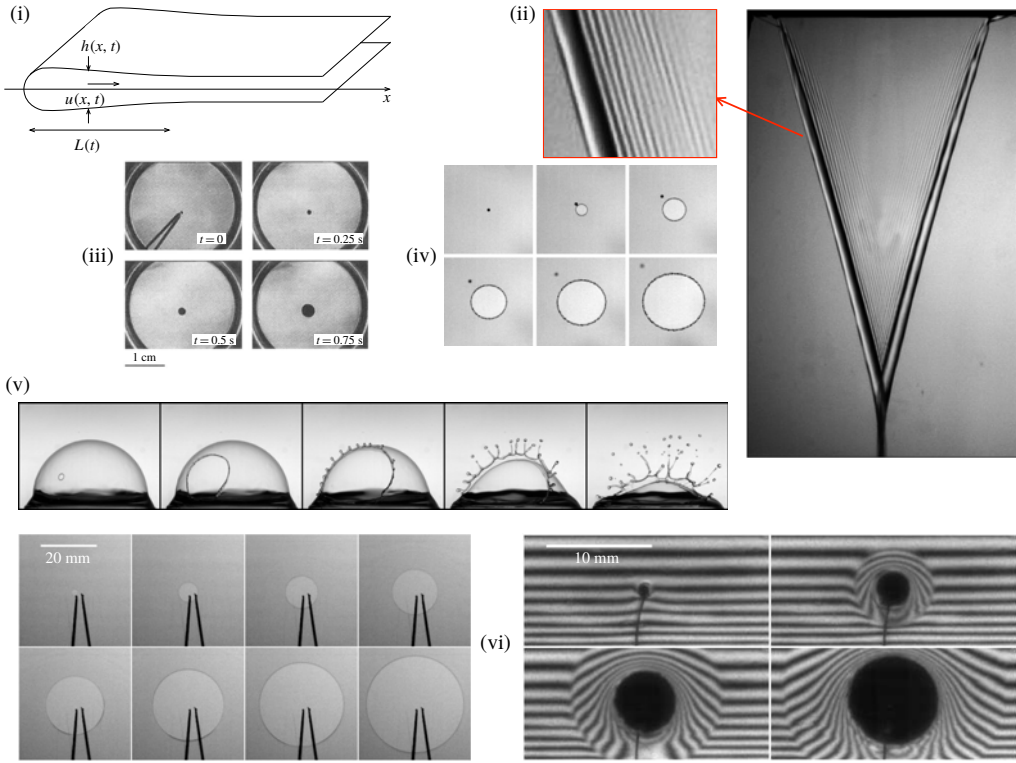 (i)
h(x, t)
u(x, t)
x
L(t)
(ii)
(iii)
t = 0
t = 0.25 s
t = 0.5 s
t = 0.75 s
1 cm
(iv)
(v)
20 mm
(vi)
10 mm